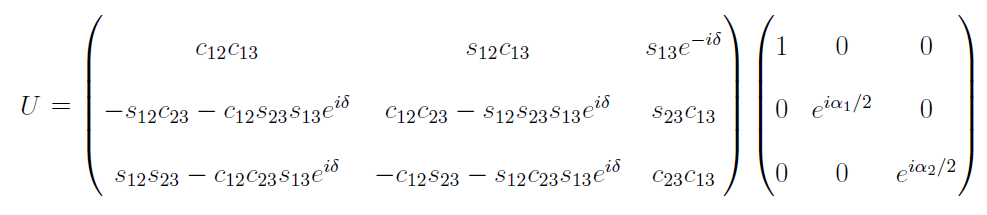 c₁₂c₁₃ s₁₂c₁₃ s₁₃e^{-iδ} 1 0 0
U = -s₁₂c₂₃ - c₁₂s₂₃s₁₃e^{iδ} c₁₂c₂₃ - s₁₂s₂₃s₁₃e^{iδ} s₂₃c₁₃ 0 e^{iα₁/2} 0
s₁₂s₂₃ - c₁₂c₂₃s₁₃e^{iδ} -c₁₂s₂₃ - s₁₂c₂₃s₁₃e^{iδ} c₂₃c₁₃ 0 0 e^{iα₂/2}